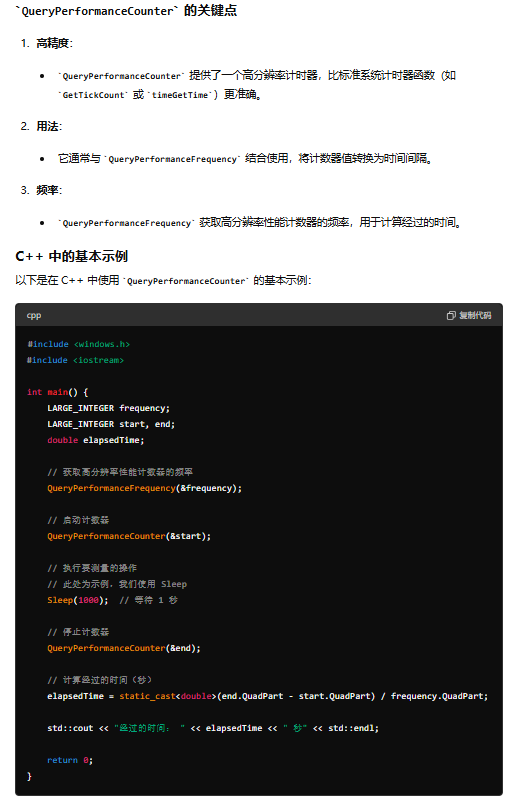 `QueryPerformanceCounter` 的关键点
1. 高精度：
• `QueryPerformanceCounter` 提供了一个高分辨率计时器，比标准系统计时器函数（如
`GetTickCount` 或 `timeGetTime`）更准确。
2. 用法：
• 它通常与 `QueryPerformanceFrequency` 结合使用，将计数器值转换为时间间隔。
3. 频率：
• `QueryPerformanceFrequency` 获取高分辨率性能计数器的频率，用于计算经过的时间。
C++ 中的基本示例
以下是在 C++ 中使用 `QueryPerformanceCounter` 的基本示例：
cpp 复制代码
#include <windows.h>
#include <iostream>
int main() {
LARGE_INTEGER frequency;
LARGE_INTEGER start, end;
double elapsedTime;
// 获取高分辨率性能计数器的频率
QueryPerformanceFrequency(&frequency);
// 启动计数器
QueryPerformanceCounter(&start);
// 执行要测量的操作
// 此处为示例，我们使用 Sleep
Sleep(1000); // 等待 1 秒
// 停止计数器
QueryPerformanceCounter(&end);
// 计算经过的时间（秒）
elapsedTime = static_cast<double>(end.QuadPart - start.QuadPart) / frequency.QuadPart;
std::cout << "经过的时间： " << elapsedTime << " 秒" << std::endl;
return 0;
}